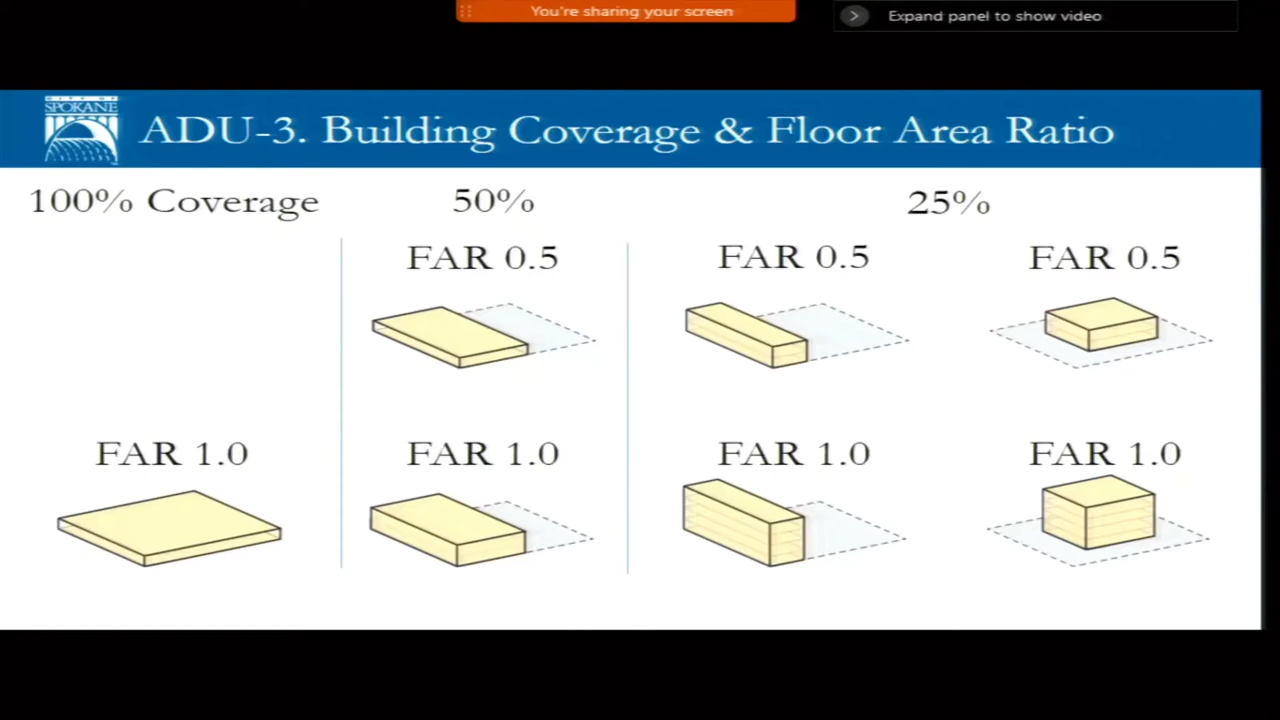 You're sharing your screen
Expand panel to show video
CITY OF
SPOKANE
ADU-3. Building Coverage & Floor Area Ratio
100% Coverage
50%
25%
FAR 0.5
FAR 0.5
FAR 0.5
FAR 1.0
FAR 1.0
FAR 1.0
FAR 1.0